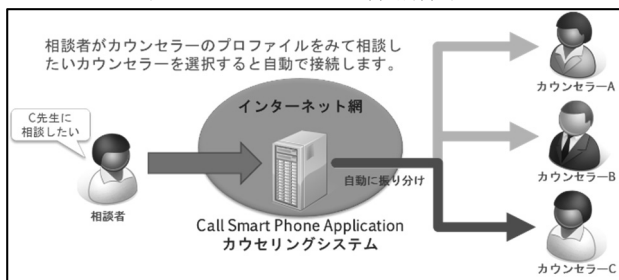 相談者がカウンセラーのプロファイルをみて相談し
たいカウンセラーを選択すると自動で接続します。
C先生に
相談したい
相談者
インターネット網
自動に振り分け
Call Smart Phone Application
カウセリングシステム
カウンセラーA
カウンセラーB
カウンセラーC